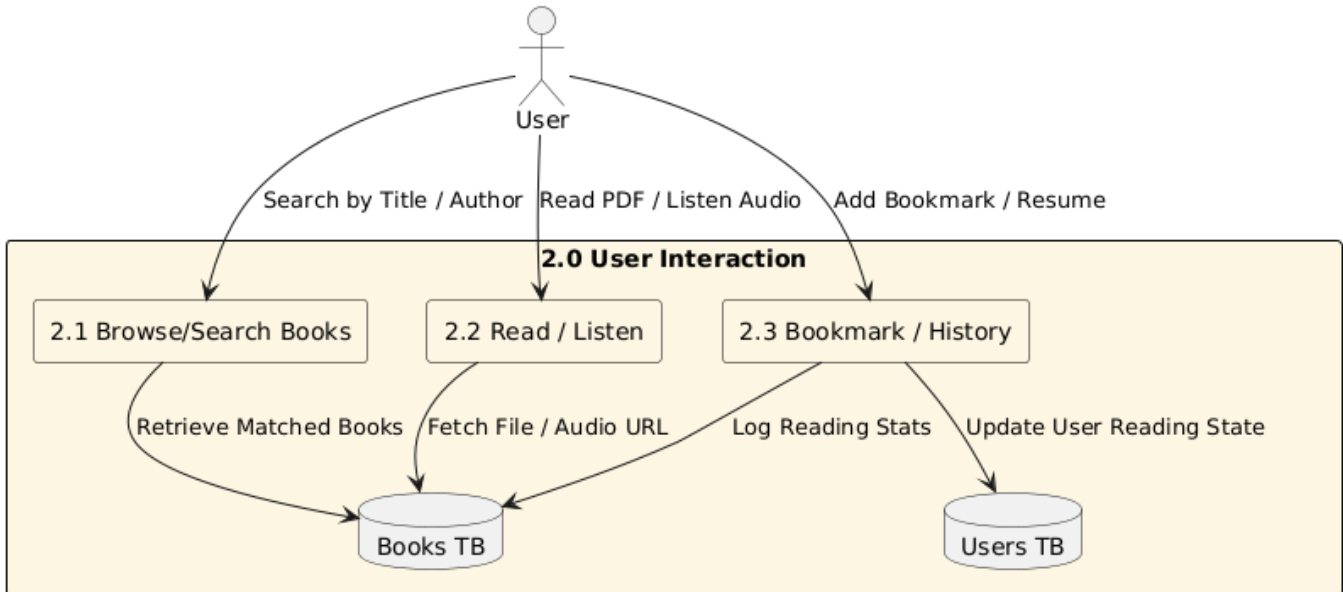 User
Search by Title / Author
Read PDF / Listen Audio
Add Bookmark / Resume
2.0 User Interaction
2.1 Browse/Search Books
2.2 Read / Listen
2.3 Bookmark / History
Retrieve Matched Books
Fetch File / Audio URL
Log Reading Stats
Update User Reading State
Books TB
Users TB